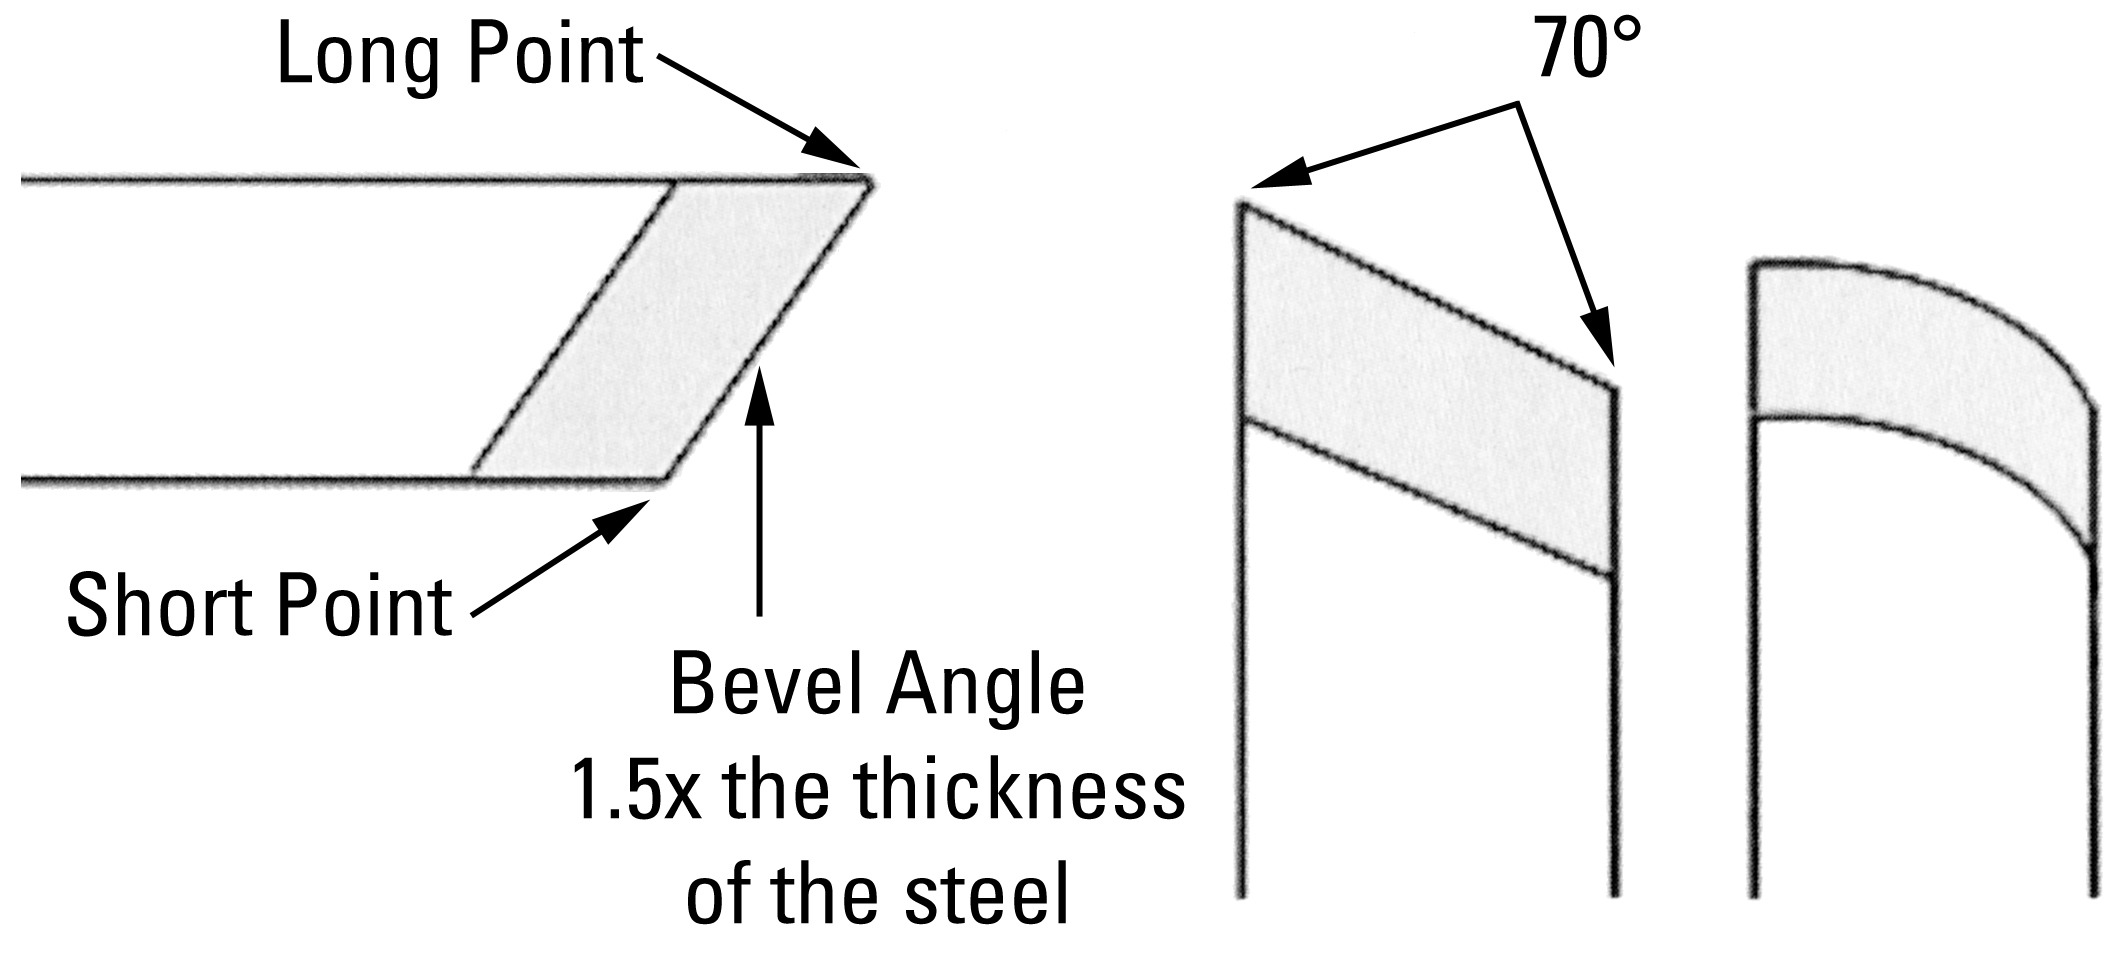 Long Point
70°
Short Point
Bevel Angle
1.5x the thickness
of the steel